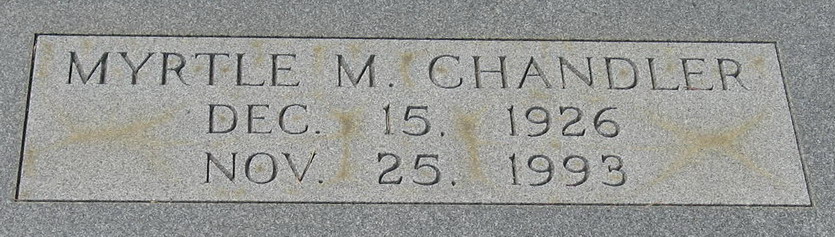 MYRTLE M. CHANDLER
DEC. 15. 1926
NOV. 25. 1993